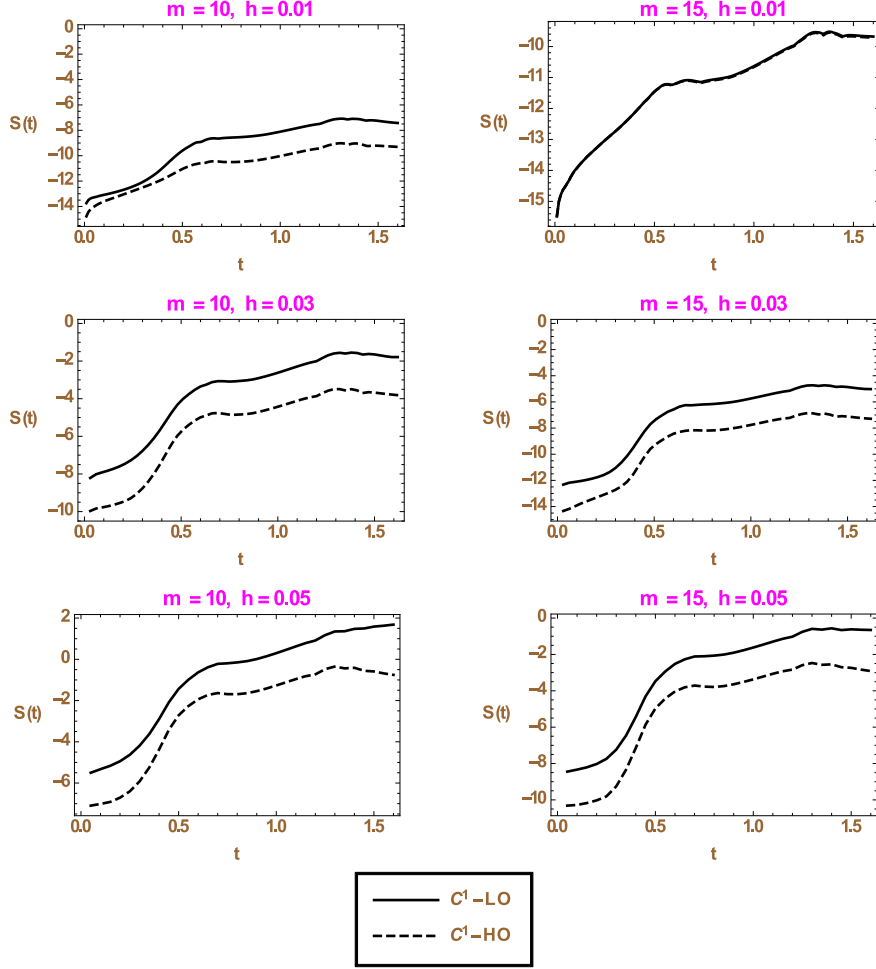 m = 10, h = 0.01
0
−2
−4
−6
−8
−10
−12
−14
S(t)
0.0 0.5 1.0 1.5
t
m = 15, h = 0.01
−10
−11
−12
−13
−14
−15
S(t)
0.0 0.5 1.0 1.5
t
m = 10, h = 0.03
0
−2
−4
−6
−8
−10
S(t)
0.0 0.5 1.0 1.5
t
m = 15, h = 0.03
0
−2
−4
−6
−8
−10
−12
−14
S(t)
0.0 0.5 1.0 1.5
t
m = 10, h = 0.05
2
0
−2
−4
−6
S(t)
0.0 0.5 1.0 1.5
t
m = 15, h = 0.05
0
−2
−4
−6
−8
−10
S(t)
0.0 0.5 1.0 1.5
t
C¹−LO
C¹−HO